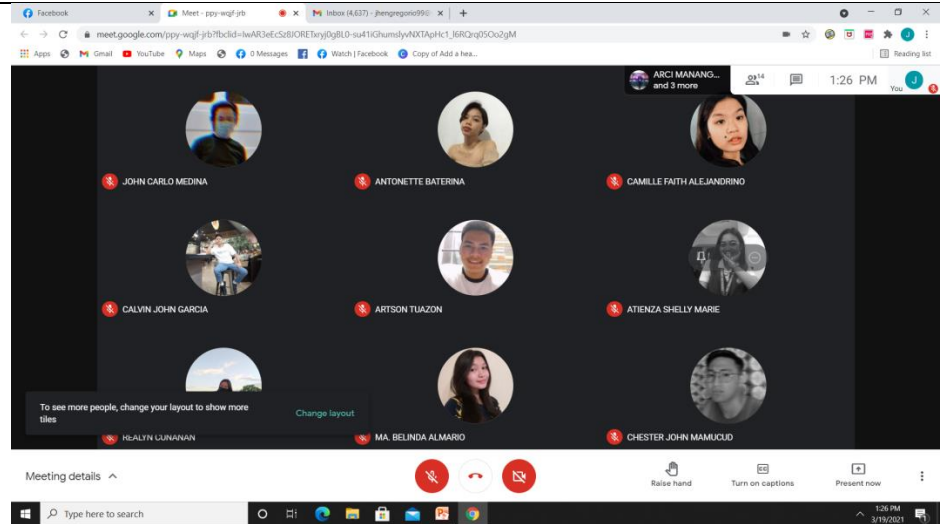 Facebook
Meet - ppy-wqjf-jrb
Inbox (4,637) - jhengregorio99@
meet.google.com/ppy-wqjf-jrb?fbclid=
Apps Gmail YouTube Maps 0 Messages Watch | Facebook Copy of Add a hea...
Reading list
ARCI MANANG...
and 3 more
14
1:26 PM
You
J
JOHN CARLO MEDINA
ANTONETTE BATERINA
CAMILLE FAITH ALEJANDRINO
CALVIN JOHN GARCIA
ARTSON TUAZON
ATIENZA SHELLY MARIE
To see more people, change your layout to show more
tiles
Change layout
REALYN CUNANAN
MA. BELINDA ALMARIO
CHESTER JOHN MAMUCUD
Meeting details
Raise hand
Turn on captions
Present now
Type here to search
1:26 PM
3/19/2021